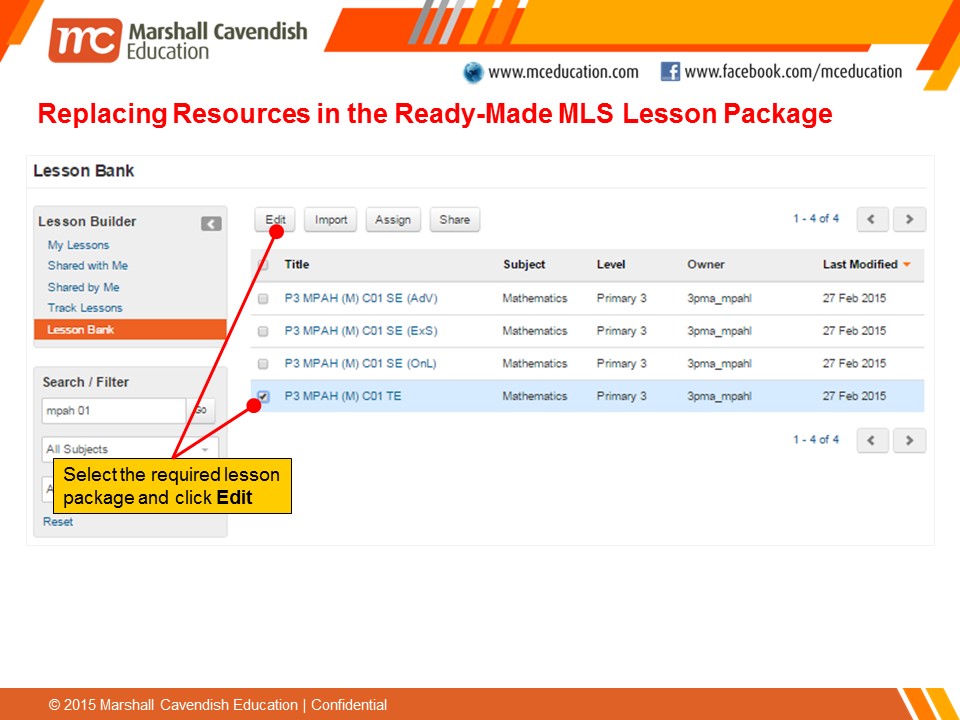 mc Marshall Cavendish
Education
www.mceducation.com
www.facebook.com/mceducation
Replacing Resources in the Ready-Made MLS Lesson Package
Lesson Bank
Lesson Builder
My Lessons
Shared with Me
Shared by Me
Track Lessons
Lesson Bank
Search / Filter
mpah 01 Go
All Subjects
A
Reset
Edit Import Assign Share 1 - 4 of 4
Title Subject Level Owner Last Modified
P3 MPAH (M) C01 SE (AdV) Mathematics Primary 3 3pma_mpahl 27 Feb 2015
P3 MPAH (M) C01 SE (ExS) Mathematics Primary 3 3pma_mpahl 27 Feb 2015
P3 MPAH (M) C01 SE (OnL) Mathematics Primary 3 3pma_mpahl 27 Feb 2015
P3 MPAH (M) C01 TE Mathematics Primary 3 3pma_mpahl 27 Feb 2015
1 - 4 of 4
Select the required lesson
package and click Edit
© 2015 Marshall Cavendish Education | Confidential